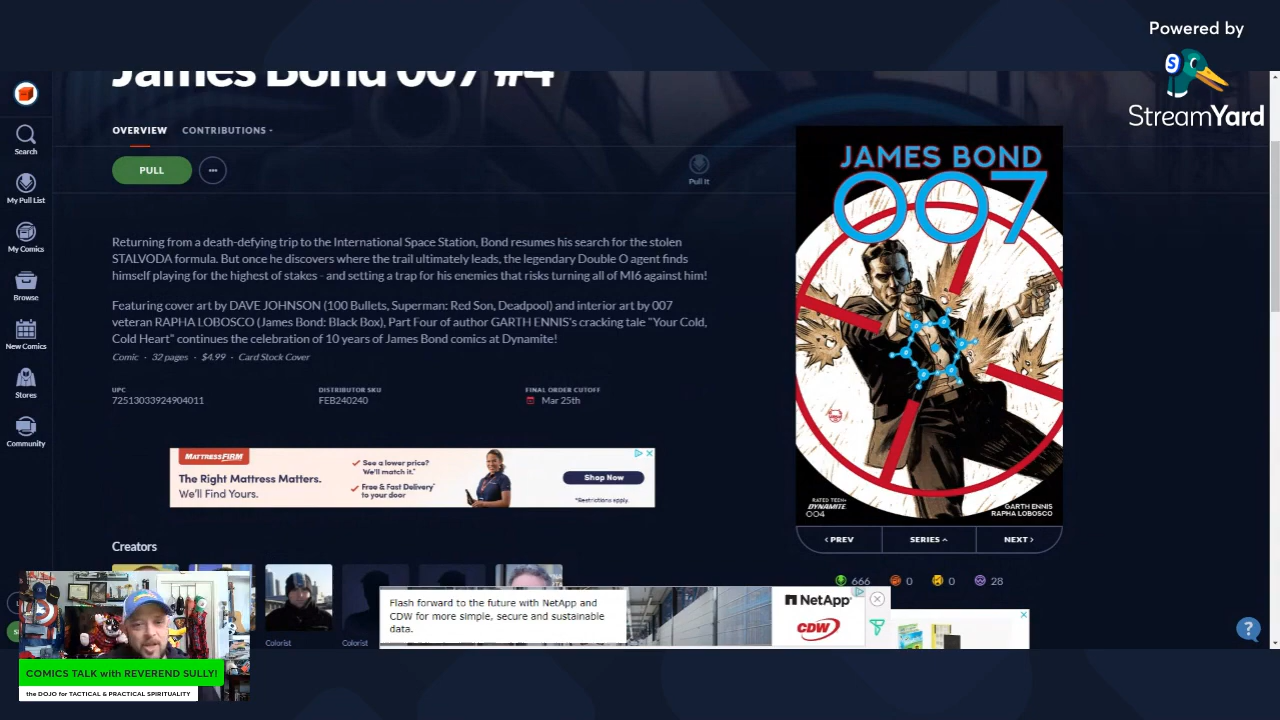 Powered by
StreamYard
James Bond 007 #4
OVERVIEW CONTRIBUTIONS
PULL
Pull It
Search
My Pull List
My Comics
Browse
New Comics
Stores
Community
Returning from a death-defying trip to the International Space Station, Bond resumes his search for the stolen
STALVODA formula. But once he discovers where the trail ultimately leads, the legendary Double O agent finds
himself playing for the highest of stakes - and setting a trap for his enemies that risks turning all of MI6 against him!
Featuring cover art by DAVE JOHNSON (100 Bullets, Superman: Red Son, Deadpool) and interior art by 007
veteran RAPHA LOBOSCO (James Bond: Black Box), Part Four of author GARTH ENNIS's cracking tale "Your Cold,
Cold Heart" continues the celebration of 10 years of James Bond comics at Dynamite!
Comic · 32 pages · $4.99 · Card Stock Cover
UPC
72513033924904011
DISTRIBUTOR SKU
FEB240240
FINAL ORDER CUTOFF
Mar 25th
MATTRESS FIRM
The Right Mattress Matters.
We'll Find Yours.
See a lower price?
We'll match it.*
Free & Fast Delivery*
to your door
Shop Now
*Restrictions apply.
Creators
Colorist
Colorist
JAMES BOND
007
RATED TEEN+
DYNAMITE
004
GARTH ENNIS
RAPHA LOBOSCO
‹ PREV
SERIES
NEXT ›
666 0 0 28
Flash forward to the future with NetApp and
CDW for more simple, secure and sustainable
data.
NetApp
CDW
COMICS TALK with REVEREND SULLY!
the DOJO for TACTICAL & PRACTICAL SPIRITUALITY